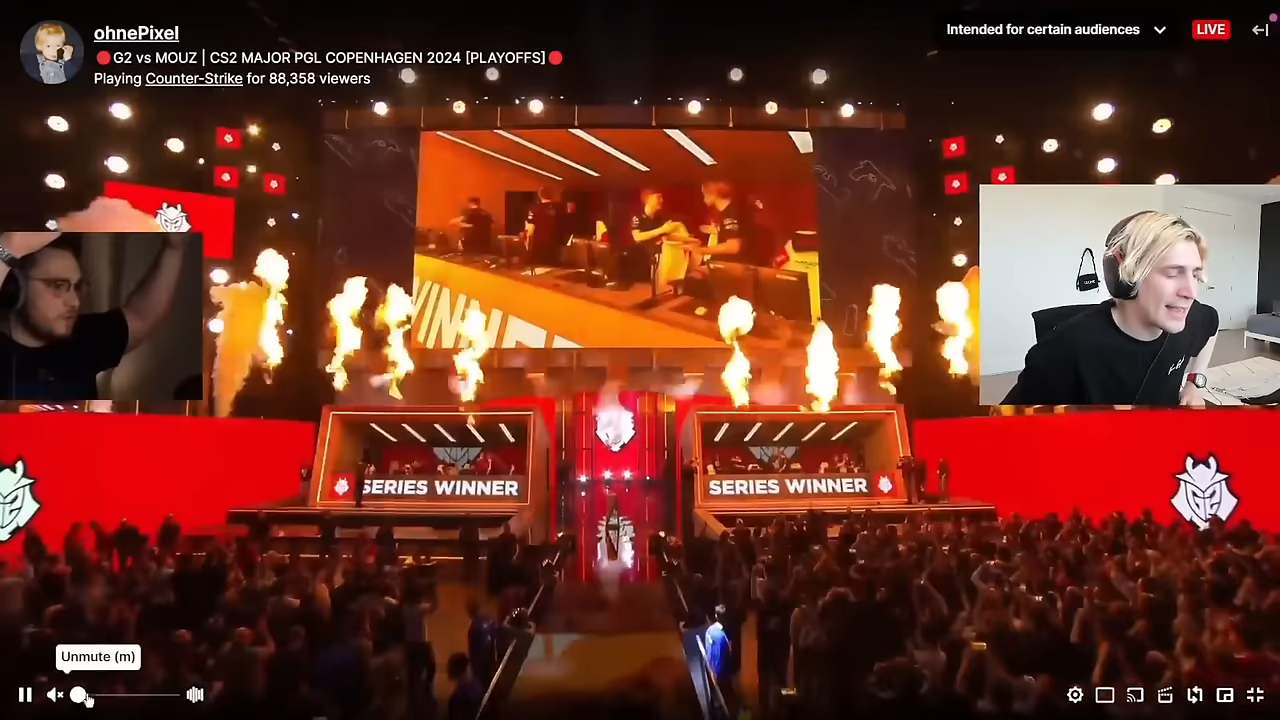 ohnePixel
🔴G2 vs MOUZ | CS2 MAJOR PGL COPENHAGEN 2024 [PLAYOFFS]🔴
Playing Counter-Strike for 88,358 viewers
Intended for certain audiences
LIVE
SERIES WINNER
SERIES WINNER
Unmute (m)